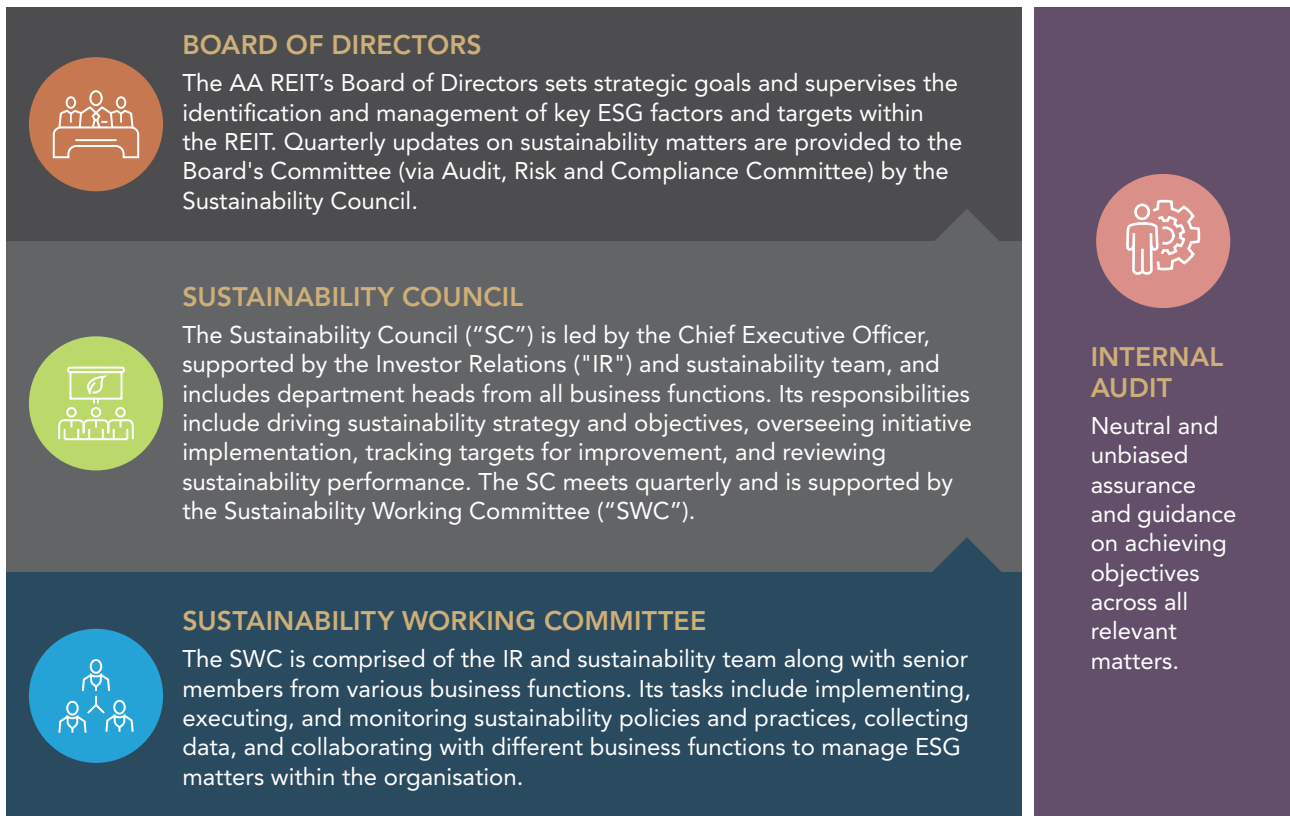 BOARD OF DIRECTORS
The AA REIT’s Board of Directors sets strategic goals and supervises the
identification and management of key ESG factors and targets within
the REIT. Quarterly updates on sustainability matters are provided to the
Board's Committee (via Audit, Risk and Compliance Committee) by the
Sustainability Council.
SUSTAINABILITY COUNCIL
The Sustainability Council (“SC”) is led by the Chief Executive Officer,
supported by the Investor Relations ("IR") and sustainability team, and
includes department heads from all business functions. Its responsibilities
include driving sustainability strategy and objectives, overseeing initiative
implementation, tracking targets for improvement, and reviewing
sustainability performance. The SC meets quarterly and is supported by
the Sustainability Working Committee (“SWC”).
SUSTAINABILITY WORKING COMMITTEE
The SWC is comprised of the IR and sustainability team along with senior
members from various business functions. Its tasks include implementing,
executing, and monitoring sustainability policies and practices, collecting
data, and collaborating with different business functions to manage ESG
matters within the organisation.
INTERNAL
AUDIT
Neutral and
unbiased
assurance
and guidance
on achieving
objectives
across all
relevant
matters.